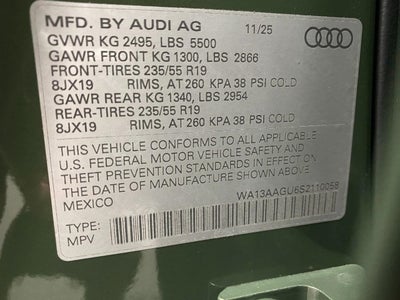 MFD. BY AUDI AG 11/25
GVWR KG 2495, LBS 5500
GAWR FRONT KG 1300, LBS 2866
FRONT-TIRES 235/55 R19
8JX19 RIMS, AT 260 KPA 38 PSI COLD
GAWR REAR KG 1340, LBS 2954
REAR-TIRES 235/55 R19
8JX19 RIMS, AT 260 KPA 38 PSI COLD
THIS VEHICLE CONFORMS TO ALL APPLICABLE
U.S. FEDERAL MOTOR VEHICLE SAFETY AND
THEFT PREVENTION STANDARDS IN EFFECT ON
THE DATE OF MANUFACTURE SHOWN ABOVE.
MEXICO WA13AAGU6S2110058
TYPE:
MPV